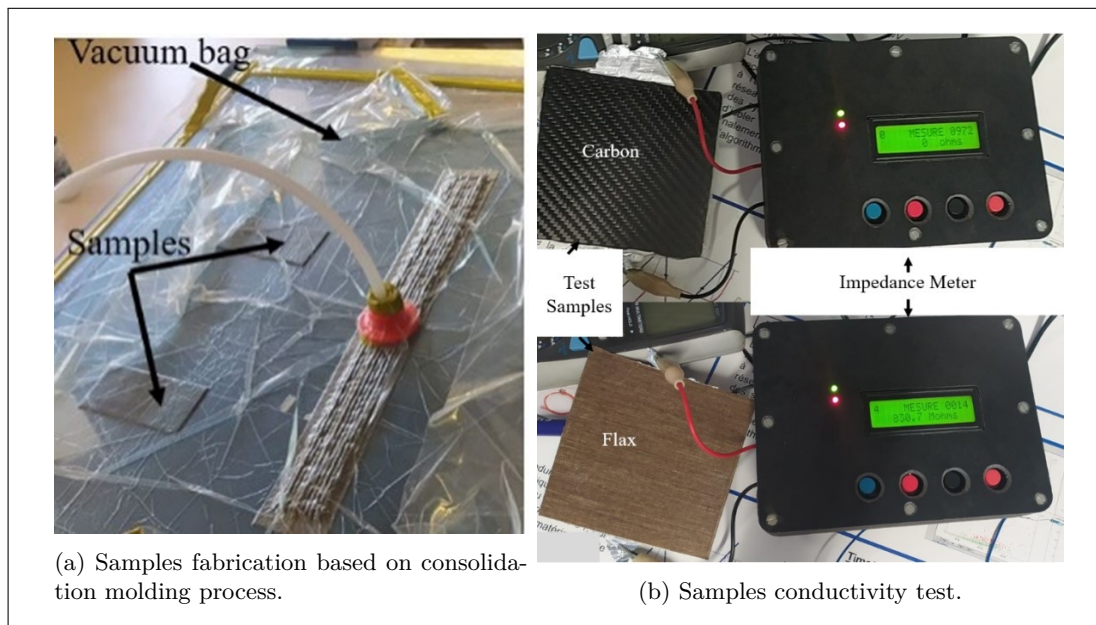 Vacuum bag
Samples
(a) Samples fabrication based on consolida-
tion molding process.
Carbon
0 MESURE 0972
0 ohms
Test
Samples
Impedance Meter
Flax
4 MESURE 0014
830.7 Mohms
(b) Samples conductivity test.